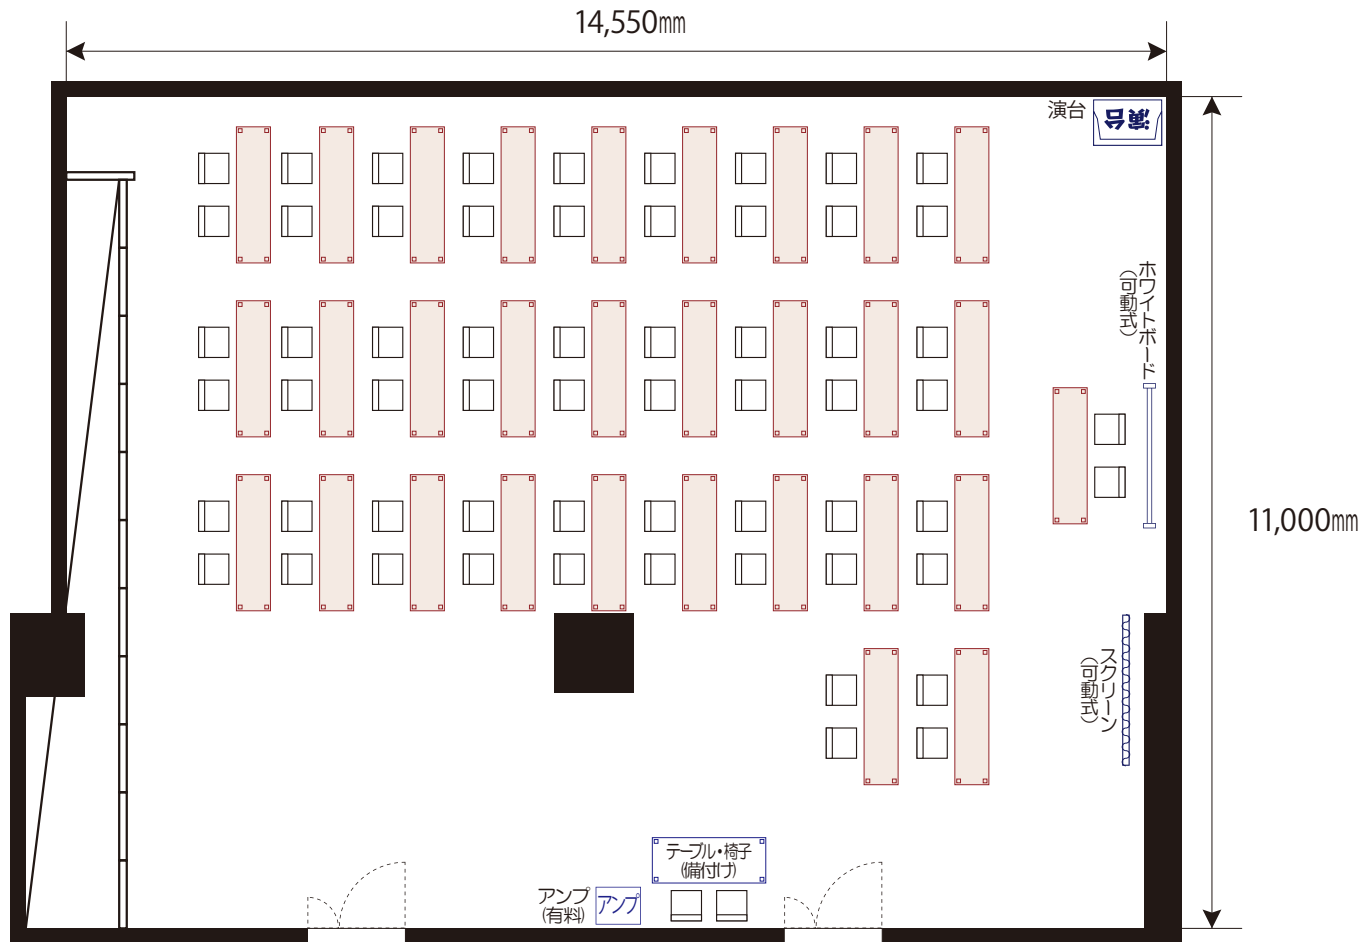 14,550㎜
演台
演台
ホワイトボード
(可動式)
11,000㎜
スクリーン
(可動式)
テーブル・椅子
(備付け)
アンプ
(有料)
アンプ